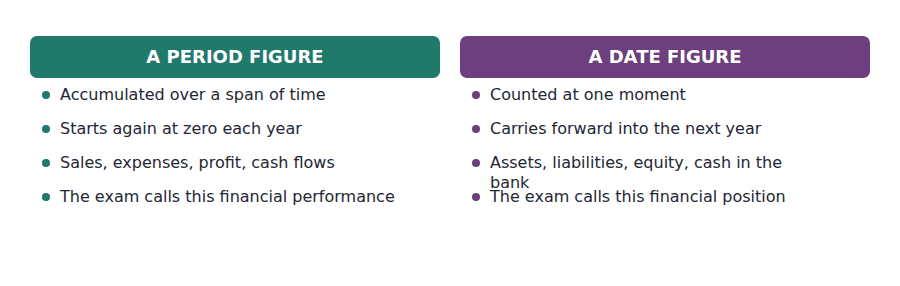 A PERIOD FIGURE
Accumulated over a span of time
Starts again at zero each year
Sales, expenses, profit, cash flows
The exam calls this financial performance
A DATE FIGURE
Counted at one moment
Carries forward into the next year
Assets, liabilities, equity, cash in the
bank
The exam calls this financial position